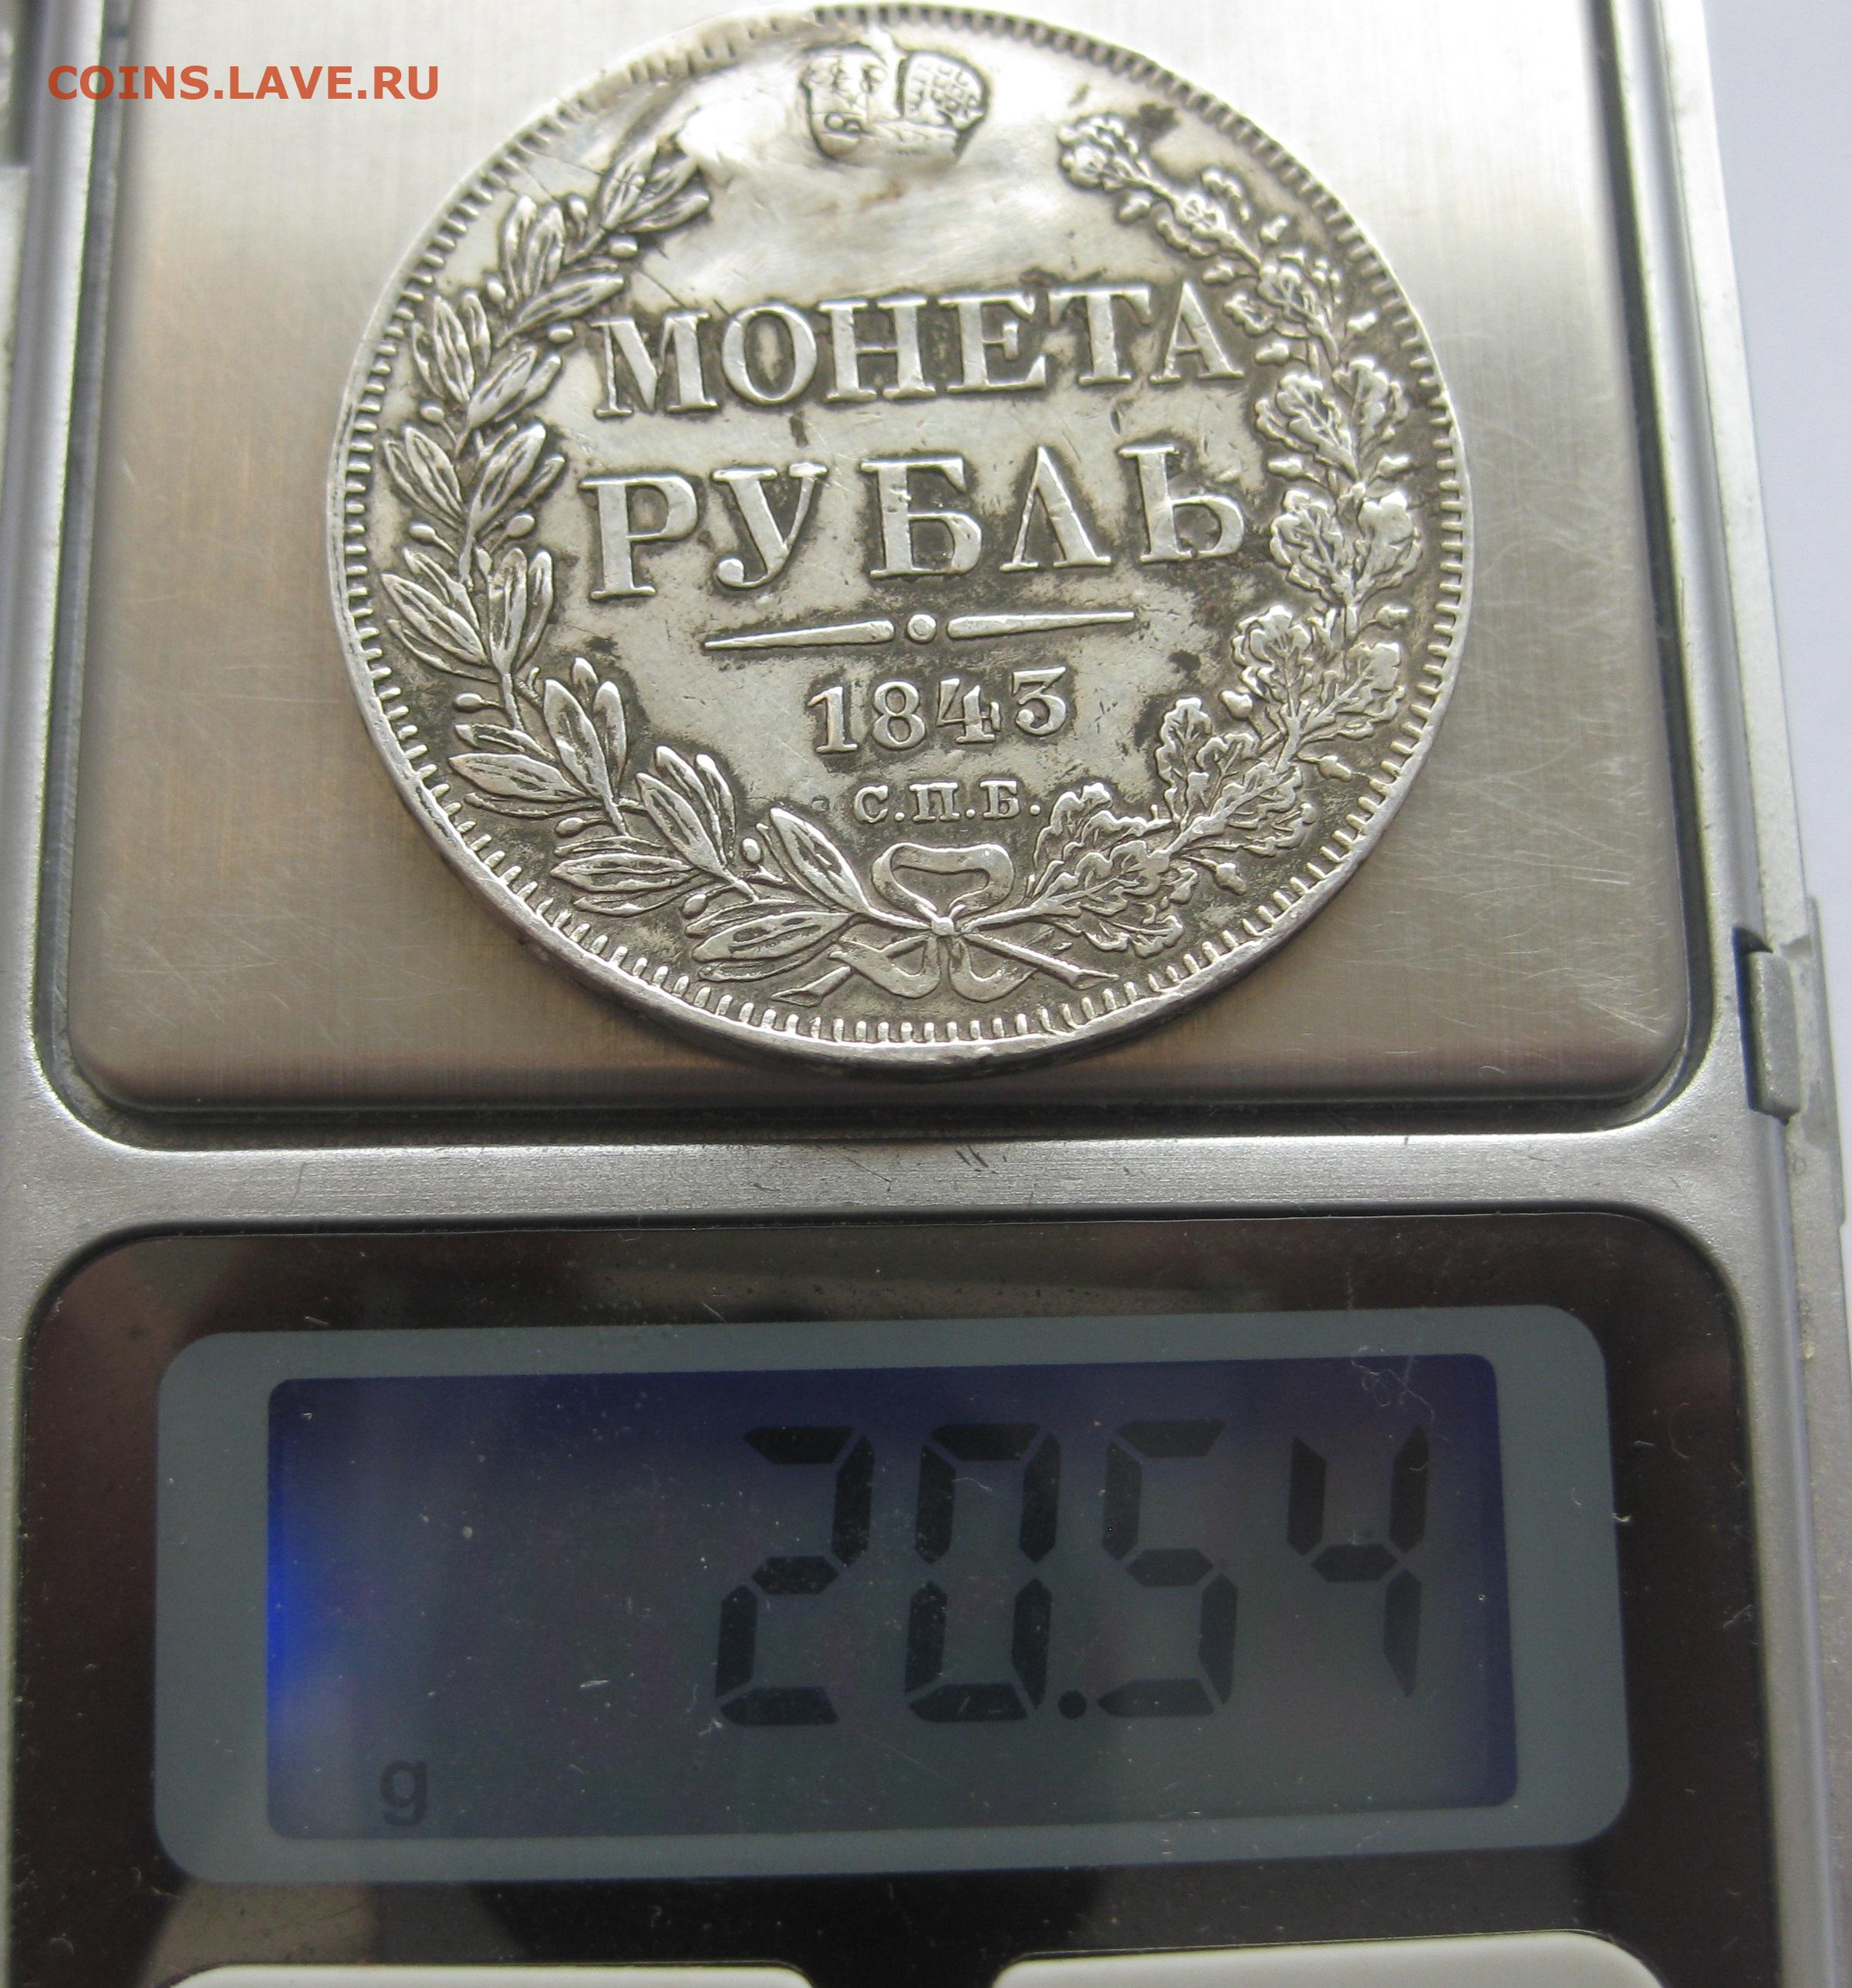 COINS.LAVE.RU
МОНЕТА
РУБЛЬ
1843
С.П.Б.
20.54
g